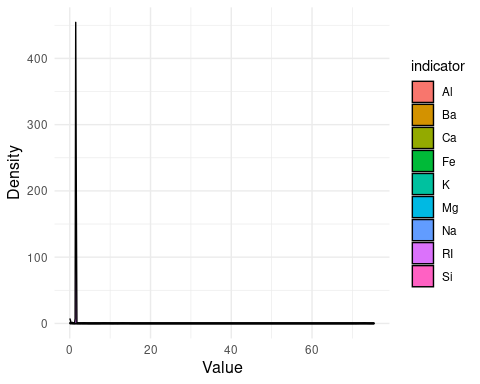 400
300
200
100
0
Density
0 20 40 60
Value
indicator
Al
Ba
Ca
Fe
K
Mg
Na
RI
Si